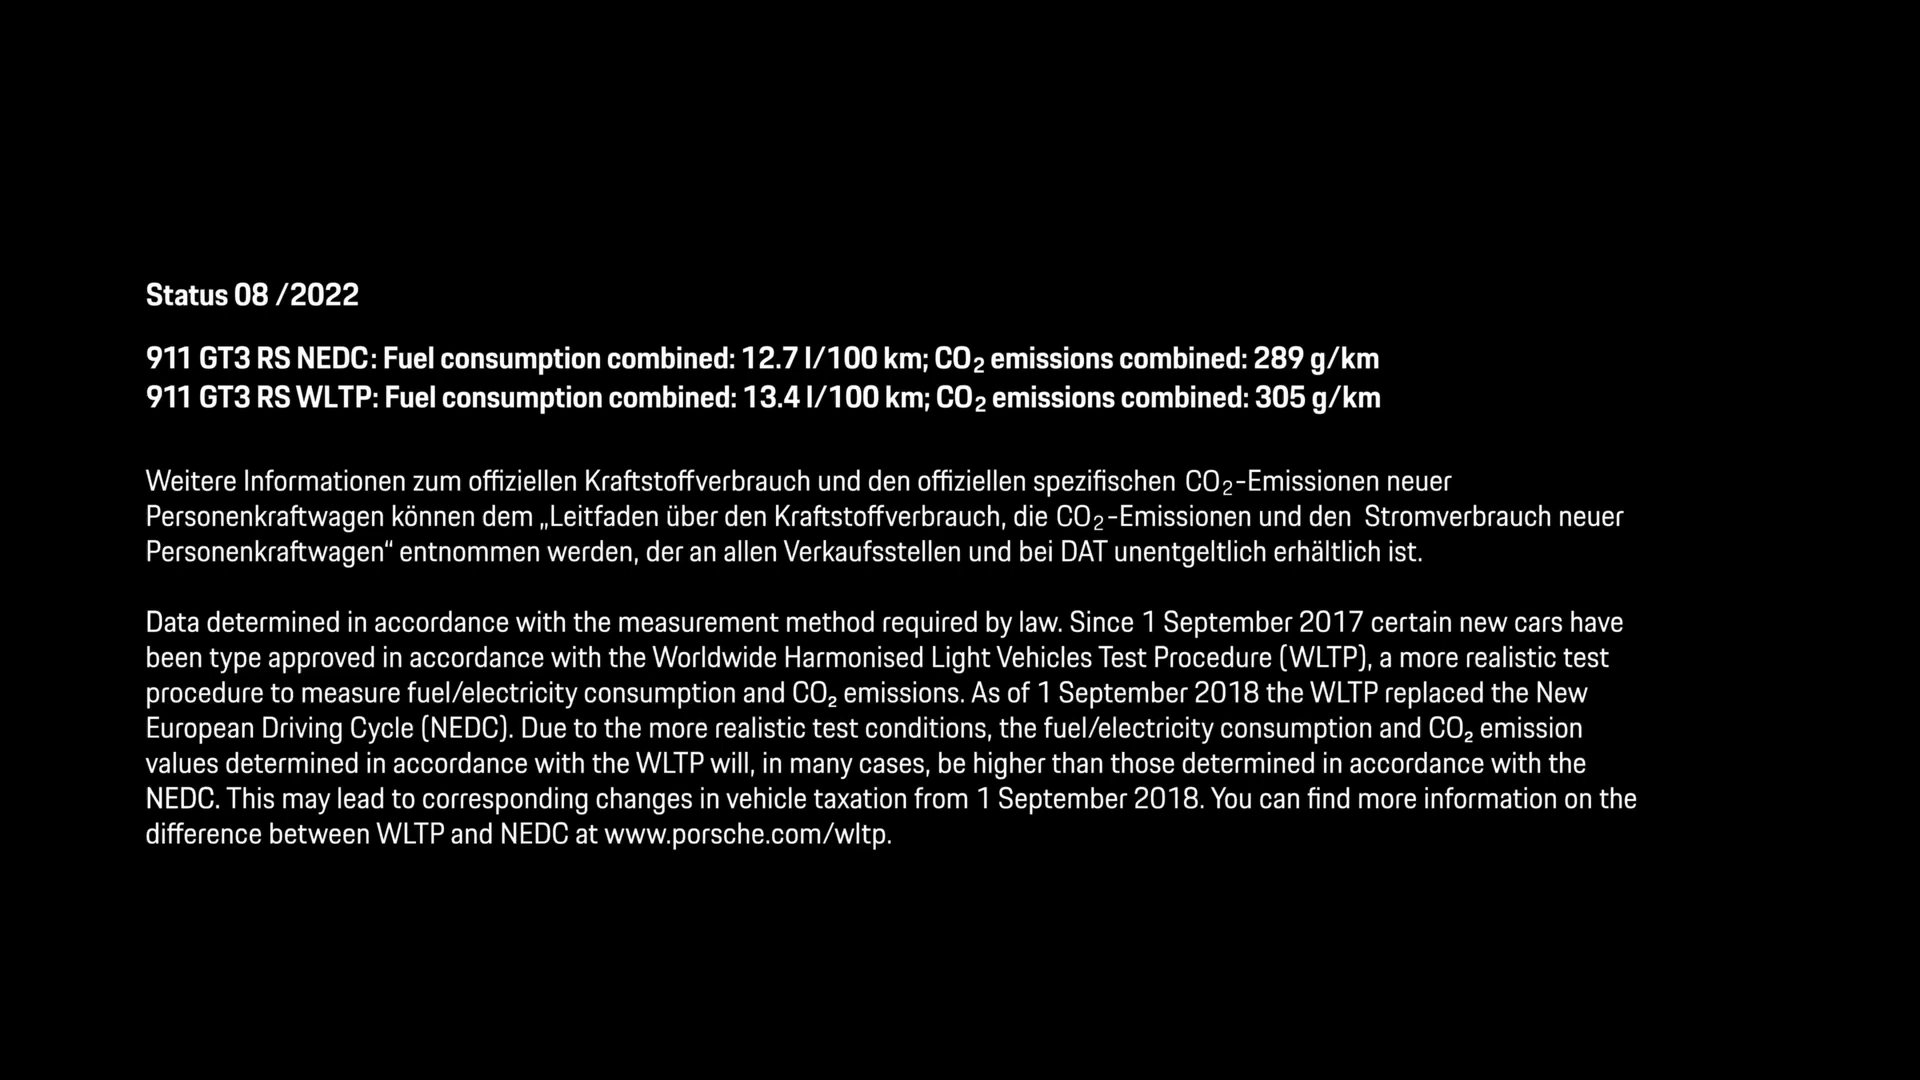 Status 08 /2022
911 GT3 RS NEDC: Fuel consumption combined: 12.7 l/100 km; CO₂ emissions combined: 289 g/km
911 GT3 RS WLTP: Fuel consumption combined: 13.4 l/100 km; CO₂ emissions combined: 305 g/km
Weitere Informationen zum offiziellen Kraftstoffverbrauch und den offiziellen spezifischen CO₂-Emissionen neuer
Personenkraftwagen können dem „Leitfaden über den Kraftstoffverbrauch, die CO₂-Emissionen und den Stromverbrauch neuer
Personenkraftwagen“ entnommen werden, der an allen Verkaufsstellen und bei DAT unentgeltlich erhältlich ist.
Data determined in accordance with the measurement method required by law. Since 1 September 2017 certain new cars have
been type approved in accordance with the Worldwide Harmonised Light Vehicles Test Procedure (WLTP), a more realistic test
procedure to measure fuel/electricity consumption and CO₂ emissions. As of 1 September 2018 the WLTP replaced the New
European Driving Cycle (NEDC). Due to the more realistic test conditions, the fuel/electricity consumption and CO₂ emission
values determined in accordance with the WLTP will, in many cases, be higher than those determined in accordance with the
NEDC. This may lead to corresponding changes in vehicle taxation from 1 September 2018. You can find more information on the
difference between WLTP and NEDC at www.porsche.com/wltp.